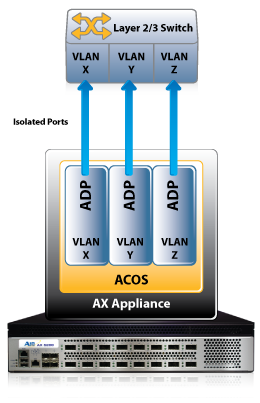 Layer 2/3 Switch
VLAN X
VLAN Y
VLAN Z
Isolated Ports
ADP
ADP
ADP
VLAN X
VLAN Y
VLAN Z
ACOS
AX Appliance